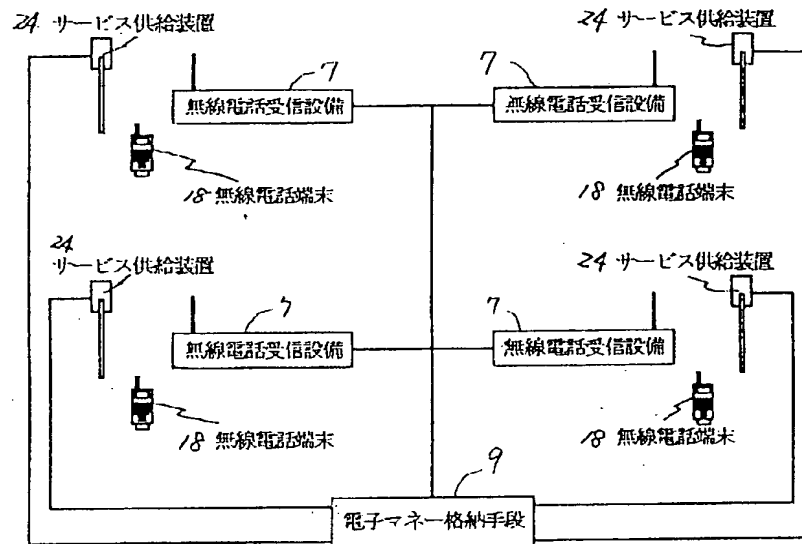 24 サービス供給装置
24 サービス供給装置
7
7
無線電話受信設備
無線電話受信設備
18 無線電話端末
18 無線電話端末
24
サービス供給装置
24 サービス供給装置
7
7
無線電話受信設備
無線電話受信設備
18 無線電話端末
18 無線電話端末
9
電子マネー格納手段